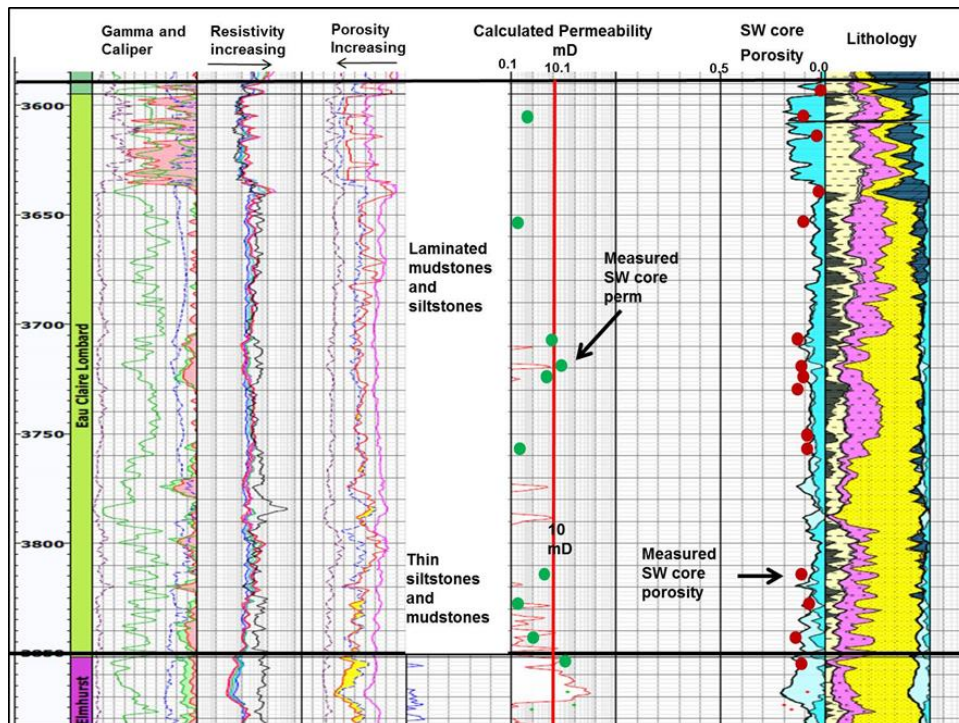 Gamma and
Caliper
Resistivity
increasing
Porosity
Increasing
Calculated Permeability
mD
0.1
10.1
SW core
Porosity
0.5
0.0
Lithology
3600
3650
3700
3750
3800
Eau Claire Lombard
Elmhurst
Laminated
mudstones
and
siltstones
Measured
SW core
perm
10
mD
Thin
siltstones
and
mudstones
Measured
SW core
porosity